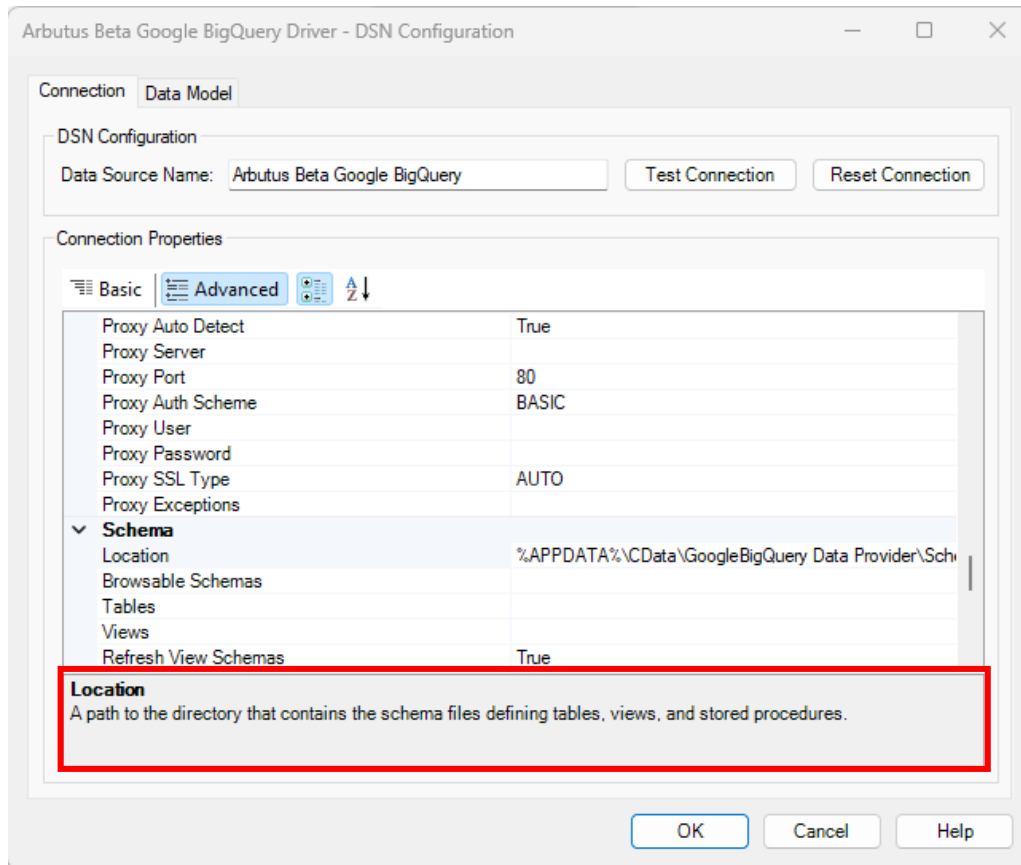 Arbutus Beta Google BigQuery Driver - DSN Configuration
Connection Data Model
DSN Configuration
Data Source Name: Arbutus Beta Google BigQuery Test Connection Reset Connection
Connection Properties
Basic Advanced A Z
Proxy Auto Detect True
Proxy Server
Proxy Port 80
Proxy Auth Scheme BASIC
Proxy User
Proxy Password
Proxy SSL Type AUTO
Proxy Exceptions
Schema
Location %APPDATA%\CData\GoogleBigQuery Data Provider\Sche
Browsable Schemas
Tables
Views
Refresh View Schemas True
Location
A path to the directory that contains the schema files defining tables, views, and stored procedures.
OK Cancel Help